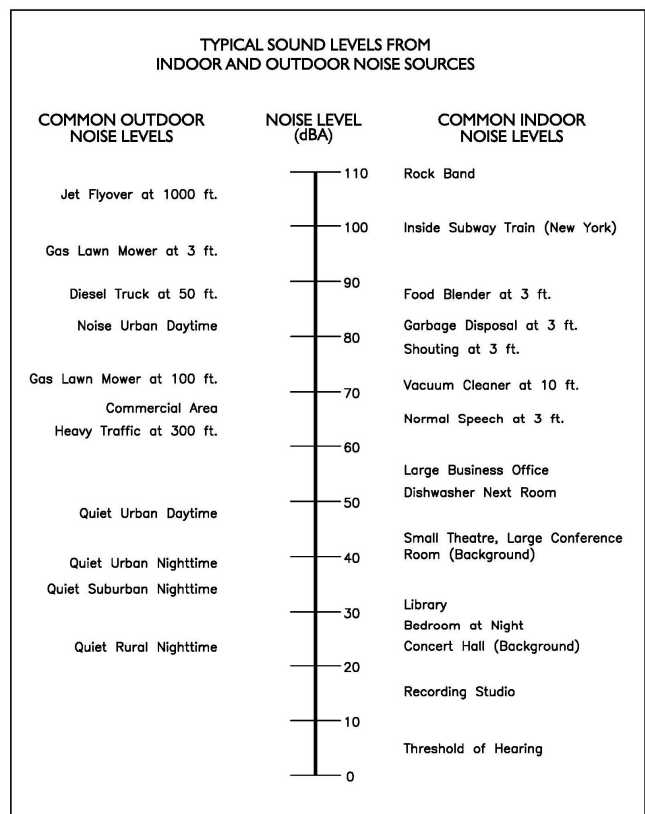 TYPICAL SOUND LEVELS FROM
INDOOR AND OUTDOOR NOISE SOURCES
COMMON OUTDOOR
NOISE LEVELS
NOISE LEVEL
(dBA)
COMMON INDOOR
NOISE LEVELS
110 Rock Band
Jet Flyover at 1000 ft.
100 Inside Subway Train (New York)
Gas Lawn Mower at 3 ft.
90
Diesel Truck at 50 ft. Food Blender at 3 ft.
Noise Urban Daytime Garbage Disposal at 3 ft.
80
Shouting at 3 ft.
Gas Lawn Mower at 100 ft. Vacuum Cleaner at 10 ft.
70
Commercial Area
Normal Speech at 3 ft.
Heavy Traffic at 300 ft.
60
Large Business Office
Dishwasher Next Room
50
Quiet Urban Daytime
Small Theatre, Large Conference
Room (Background)
40
Quiet Urban Nighttime
Quiet Suburban Nighttime
Library
30
Bedroom at Night
Quiet Rural Nighttime Concert Hall (Background)
20
Recording Studio
10
Threshold of Hearing
0